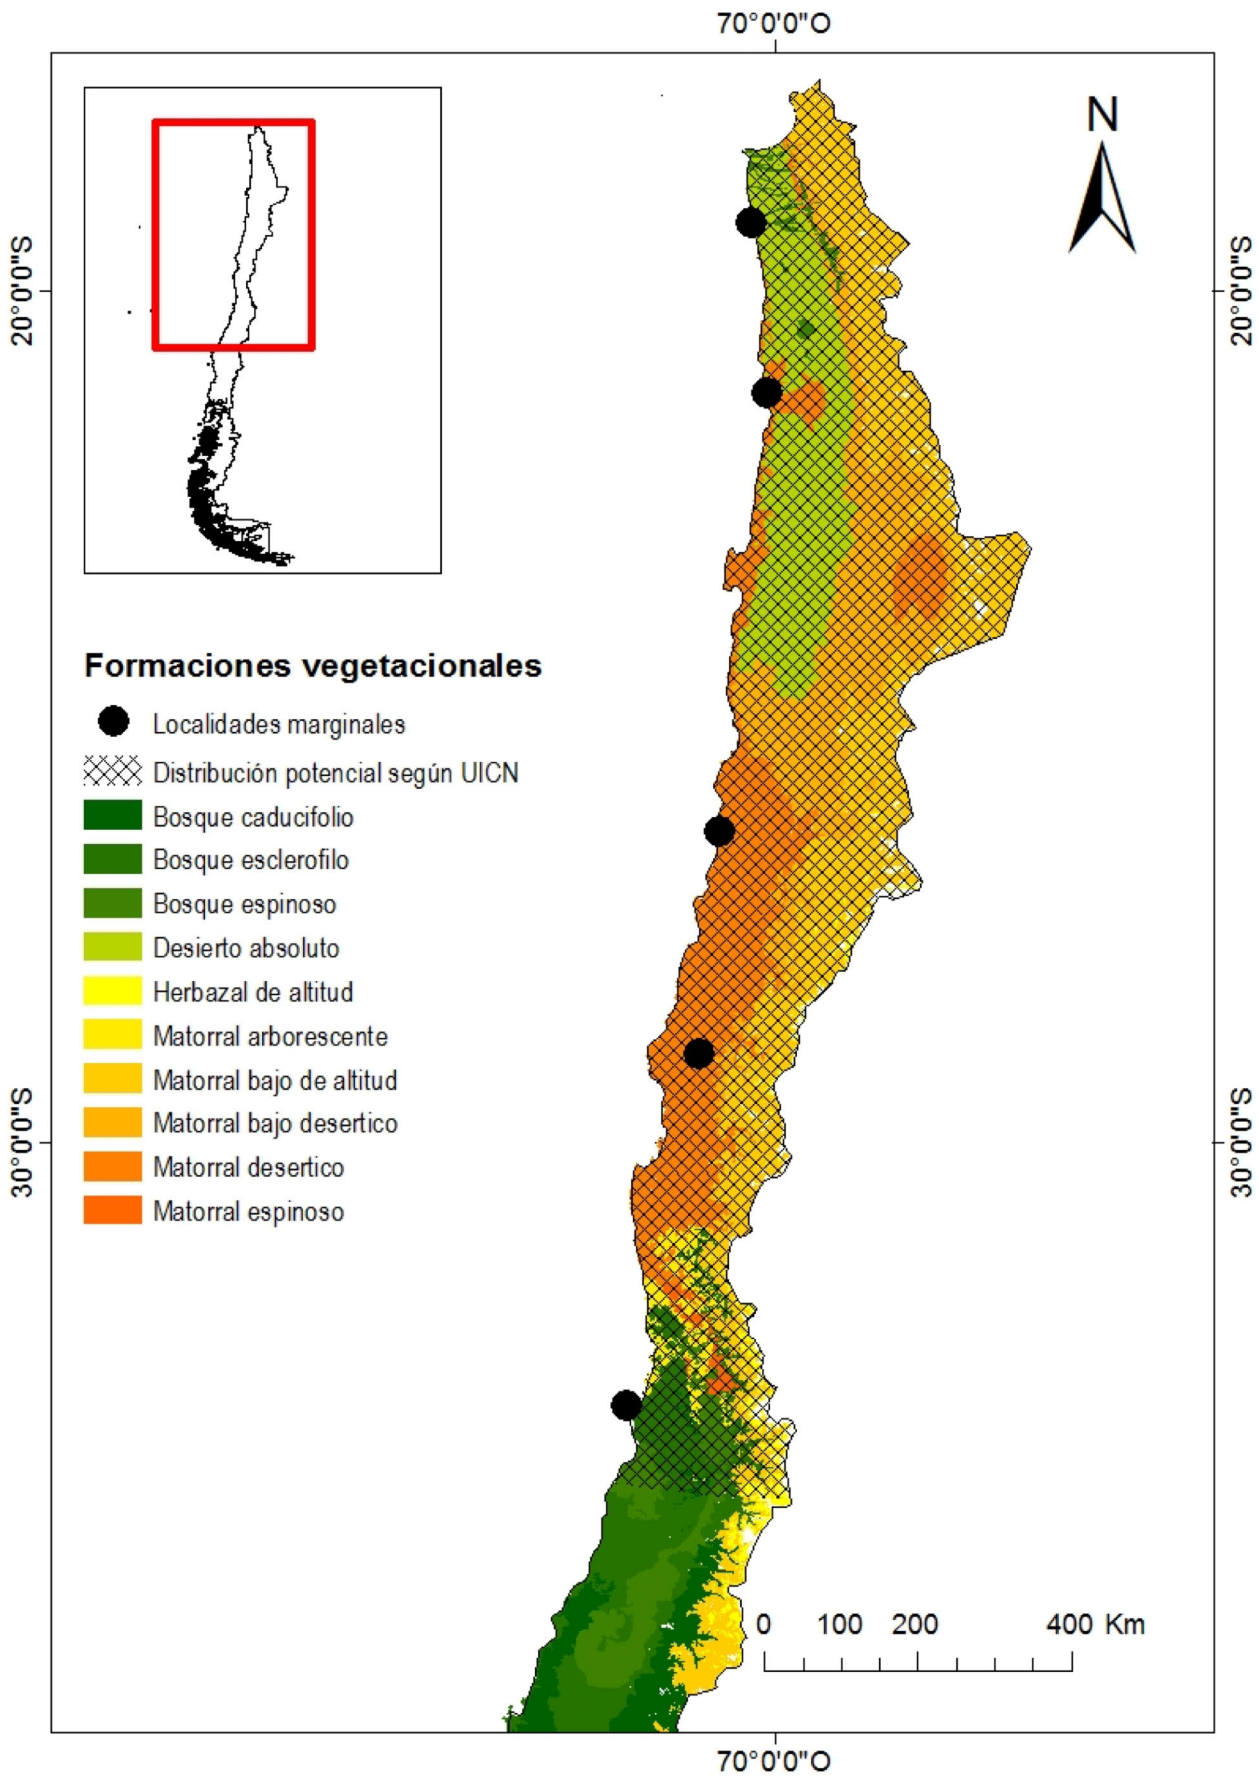 70°0'0"O
N
20°0'0"S
20°0'0"S
Formaciones vegetacionales
Localidades marginales
Distribución potencial según UICN
Bosque caducifolio
Bosque esclerofilo
Bosque espinoso
Desierto absoluto
Herbazal de altitud
Matorral arborescente
Matorral bajo de altitud
Matorral bajo desertico
Matorral desertico
Matorral espinoso
30°0'0"S
30°0'0"S
0 100 200 400 Km
70°0'0"O